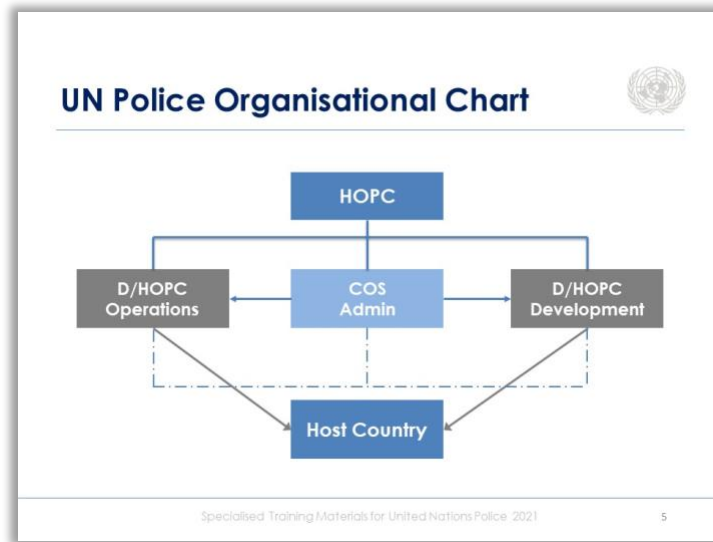 UN Police Organisational Chart
HOPC
D/HOPC
Operations
COS
Admin
D/HOPC
Development
Host Country
Specialised Training Materials for United Nations Police 2021
5